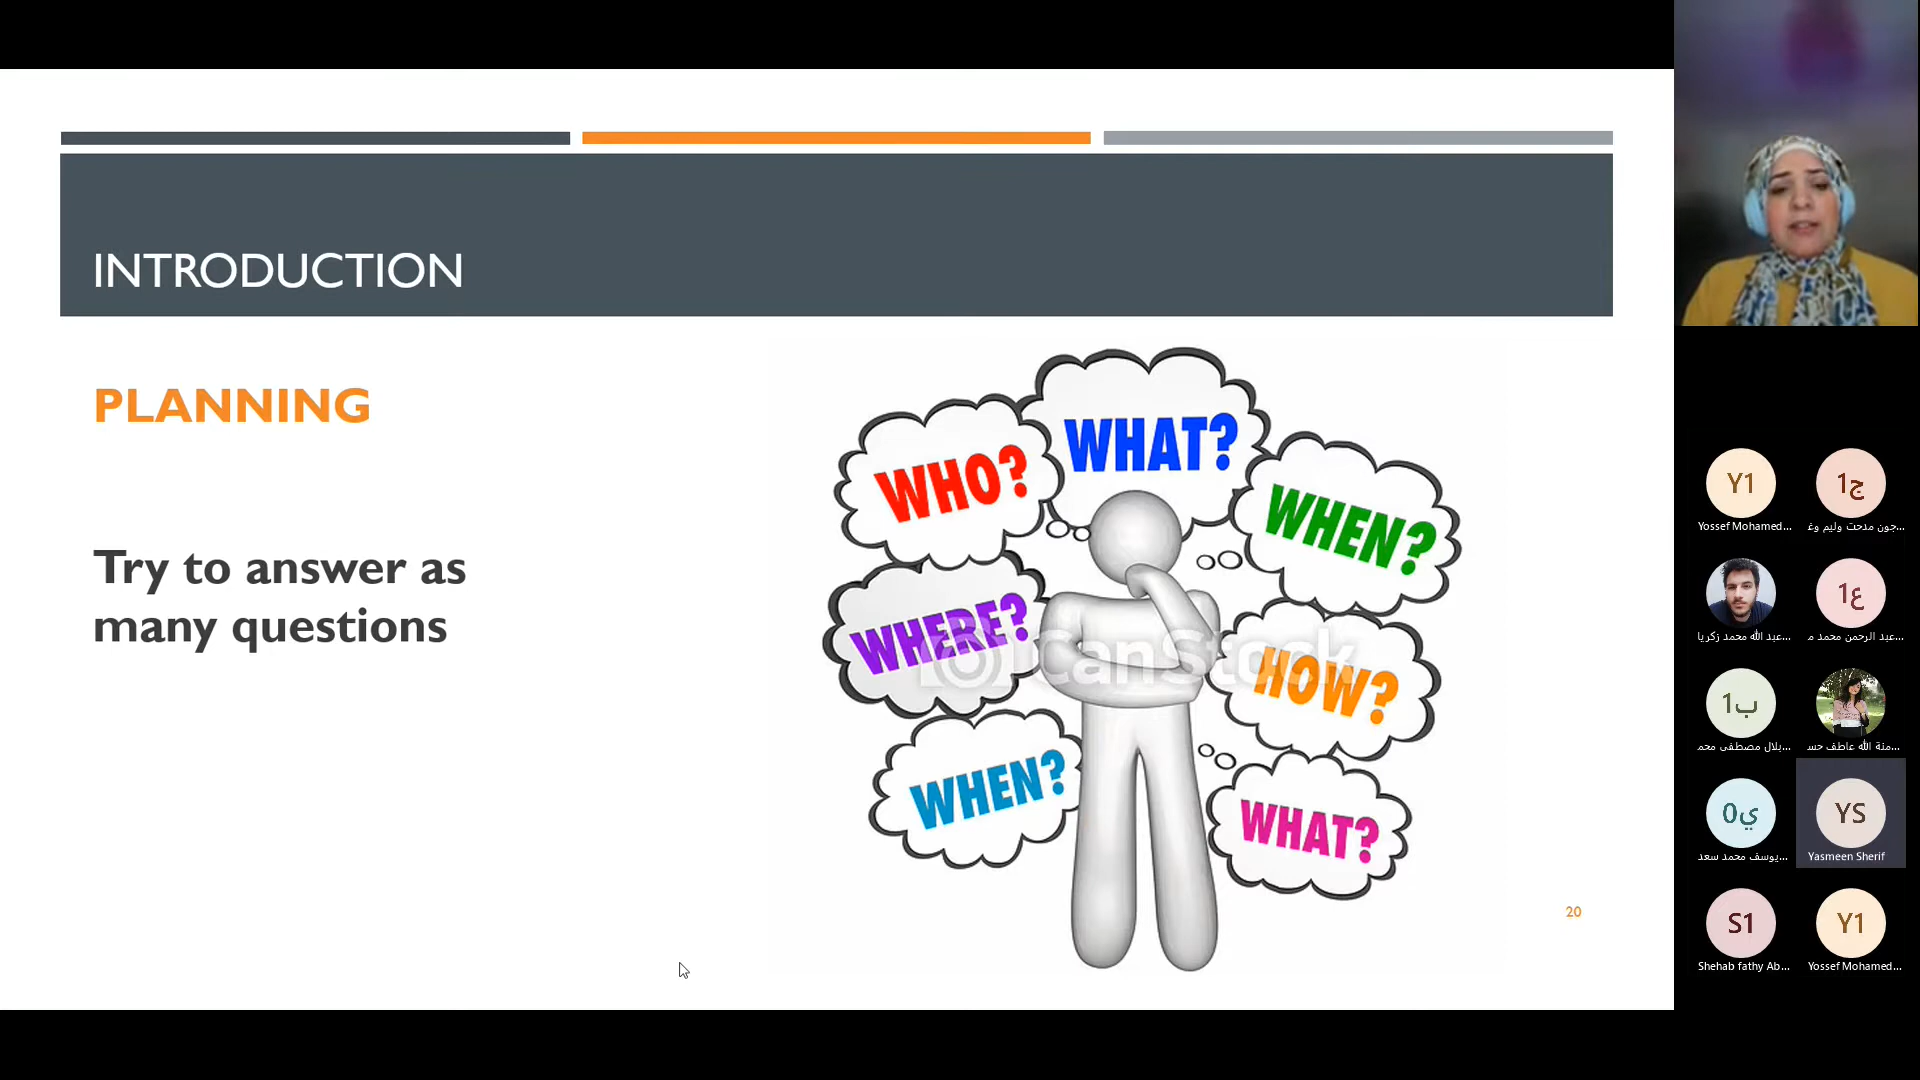 INTRODUCTION
PLANNING
Try to answer as
many questions
WHO?
WHAT?
WHEN?
WHERE?
HOW?
WHEN?
WHAT?
CanStock
20
Y1
ج1
Yossef Mohamed...
جون مدحت وليم وغ...
ع1
عبد الله محمد زكريا...
عبد الرحمن محمد م...
ب1
بلال مصطفى محم...
منة الله عاطف حس...
ي0
YS
يوسف محمد سعد...
Yasmeen Sherif
S1
Y1
Shehab fathy Ab...
Yossef Mohamed...